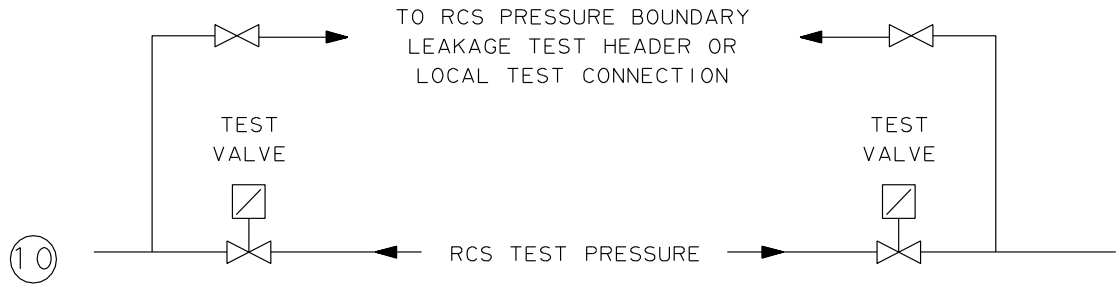 TO RCS PRESSURE BOUNDARY
LEAKAGE TEST HEADER OR
LOCAL TEST CONNECTION
TEST
VALVE
TEST
VALVE
10
RCS TEST PRESSURE